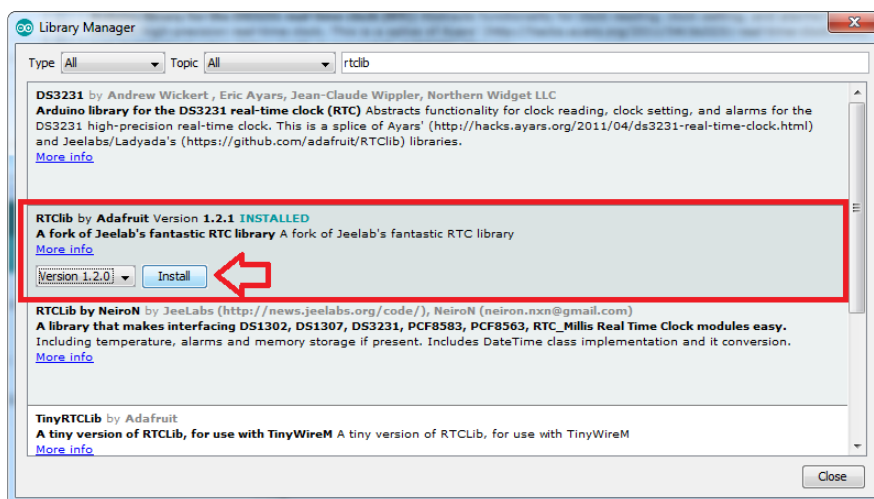 Library Manager
Type All Topic All rtclib
DS3231 by Andrew Wickert , Eric Ayars, Jean-Claude Wippler, Northern Widget LLC
Arduino library for the DS3231 real-time clock (RTC) Abstracts functionality for clock reading, clock setting, and alarms for the
DS3231 high-precision real-time clock. This is a splice of Ayars' (http://hacks.ayars.org/2011/04/ds3231-real-time-clock.html)
and Jeelabs/Ladyada's (https://github.com/adafruit/RTClib) libraries.
More info
RTClib by Adafruit Version 1.2.1 INSTALLED
A fork of Jeelab's fantastic RTC library A fork of Jeelab's fantastic RTC library
More info
Version 1.2.0 Install
RTCLib by NeiroN by JeeLabs (http://news.jeelabs.org/code/), NeiroN (neiron.nxn@gmail.com)
A library that makes interfacing DS1302, DS1307, DS3231, PCF8583, PCF8563, RTC_Millis Real Time Clock modules easy.
Including temperature, alarms and memory storage if present. Includes DateTime class implementation and it conversion.
More info
TinyRTCLib by Adafruit
A tiny version of RTCLib, for use with TinyWireM A tiny version of RTCLib, for use with TinyWireM
More info
Close